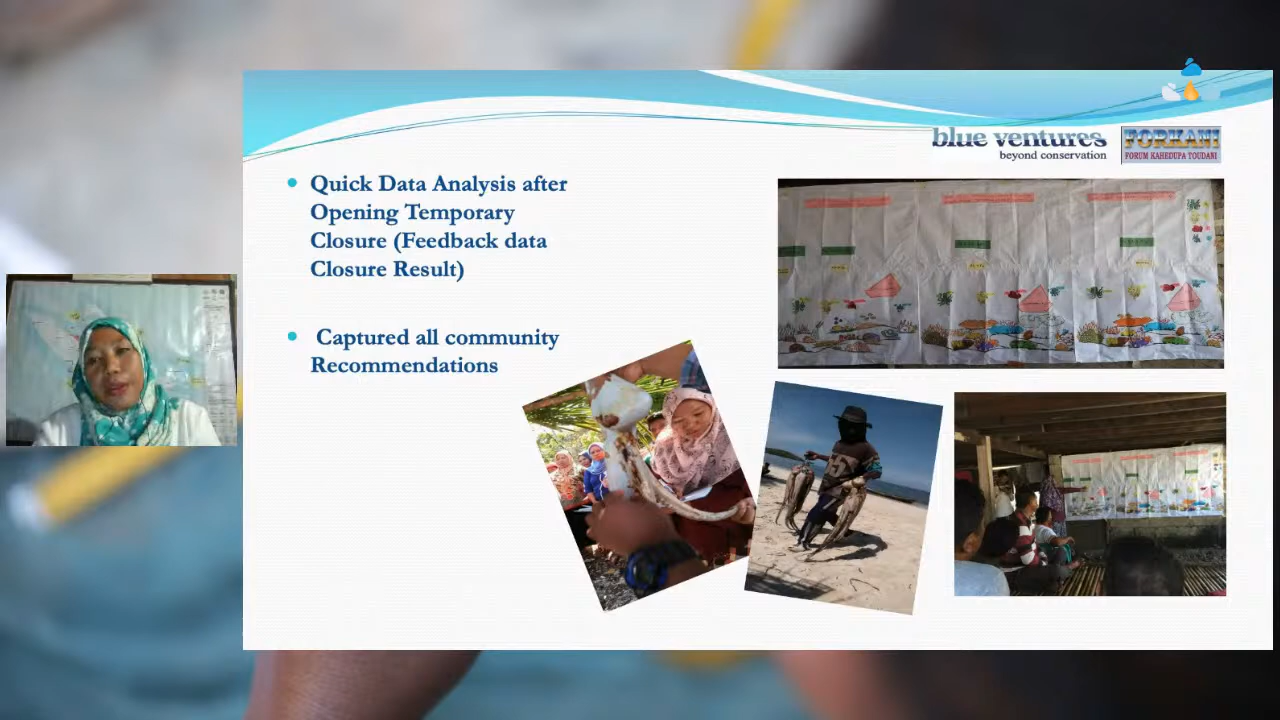 blue ventures
beyond conservation
FORKANI
FORUM KAHEDUPA TOUDANI
Quick Data Analysis after
Opening Temporary
Closure (Feedback data
Closure Result)
Captured all community
Recommendations